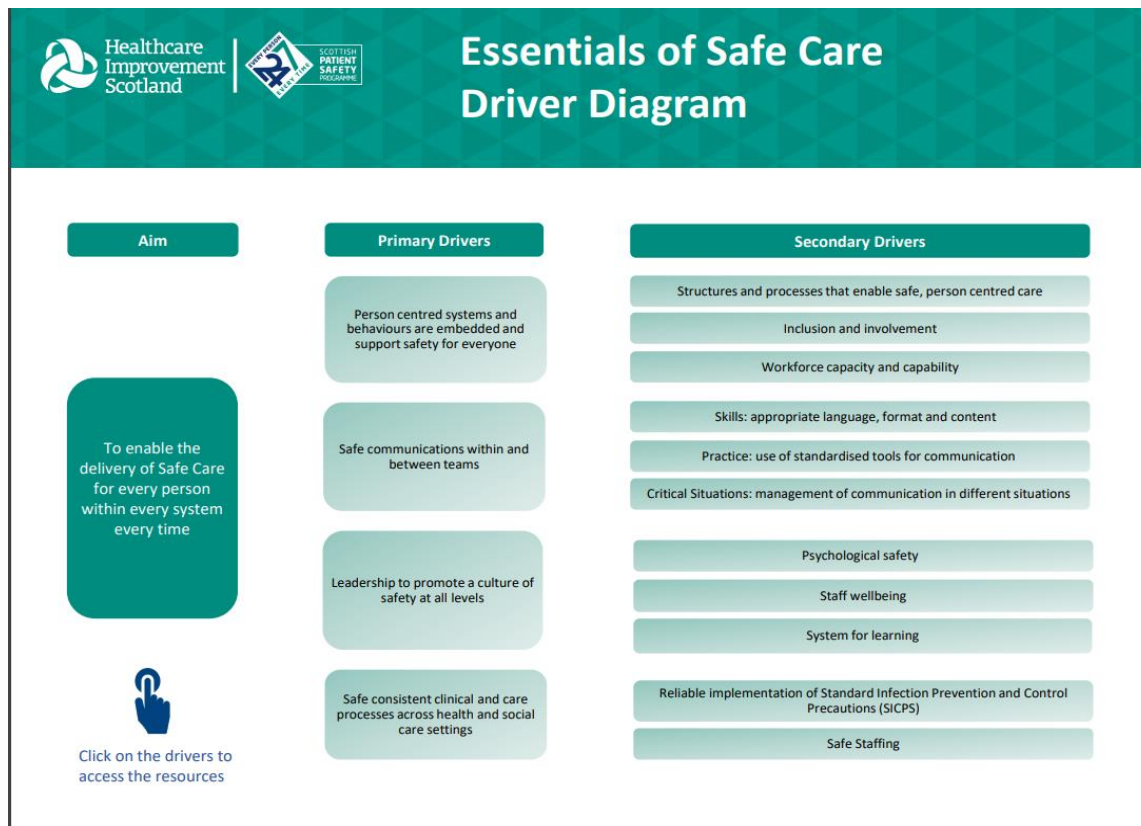 Healthcare
Improvement
Scotland
EVERY PERSON
24
7
EVERY TIME
SCOTTISH
PATIENT
SAFETY
PROGRAMME
Essentials of Safe Care
Driver Diagram
Aim
Primary Drivers
Secondary Drivers
To enable the
delivery of Safe Care
for every person
within every system
every time
Person centred systems and
behaviours are embedded and
support safety for everyone
Structures and processes that enable safe, person centred care
Inclusion and involvement
Workforce capacity and capability
Safe communications within and
between teams
Skills: appropriate language, format and content
Practice: use of standardised tools for communication
Critical Situations: management of communication in different situations
Leadership to promote a culture of
safety at all levels
Psychological safety
Staff wellbeing
System for learning
Safe consistent clinical and care
processes across health and social
care settings
Reliable implementation of Standard Infection Prevention and Control
Precautions (SICPS)
Safe Staffing
Click on the drivers to
access the resources